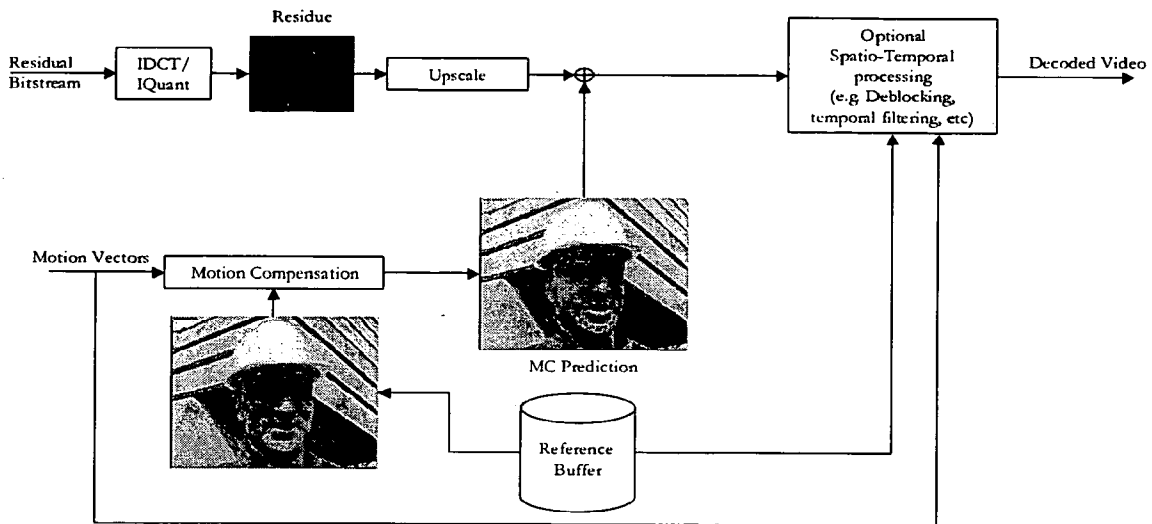 Residue
Residual
Bitstream
IDCT/
IQuant
Upscale
Optional
Spatio-Temporal
processing
(e.g. Deblocking,
temporal filtering, etc)
Decoded Video
Motion Vectors
Motion Compensation
MC Prediction
Reference
Buffer